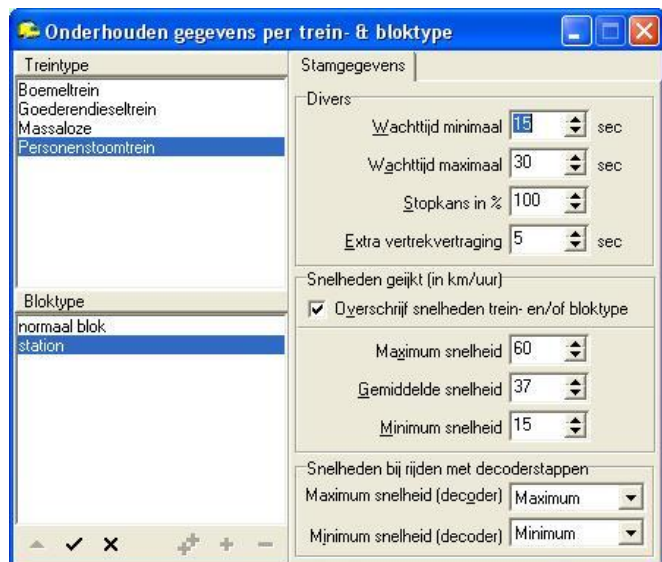 Onderhouden gegevens per trein- & bloktype
Treintype
Boemeltrein
Goederendieseltrein
Massaloze
Personenstoomtrein
Bloktype
normaal blok
station
Stamgegevens
Divers
Wachttijd minimaal 15 sec
Wachttijd maximaal 30 sec
Stopkans in % 100
Extra vertrekvertraging 5 sec
Snelheden geijkt (in km/uur)
Overschrijf snelheden trein- en/of bloktype
Maximum snelheid 60
Gemiddelde snelheid 37
Minimum snelheid 15
Snelheden bij rijden met decoderstappen
Maximum snelheid (decoder) Maximum
Minimum snelheid (decoder) Minimum